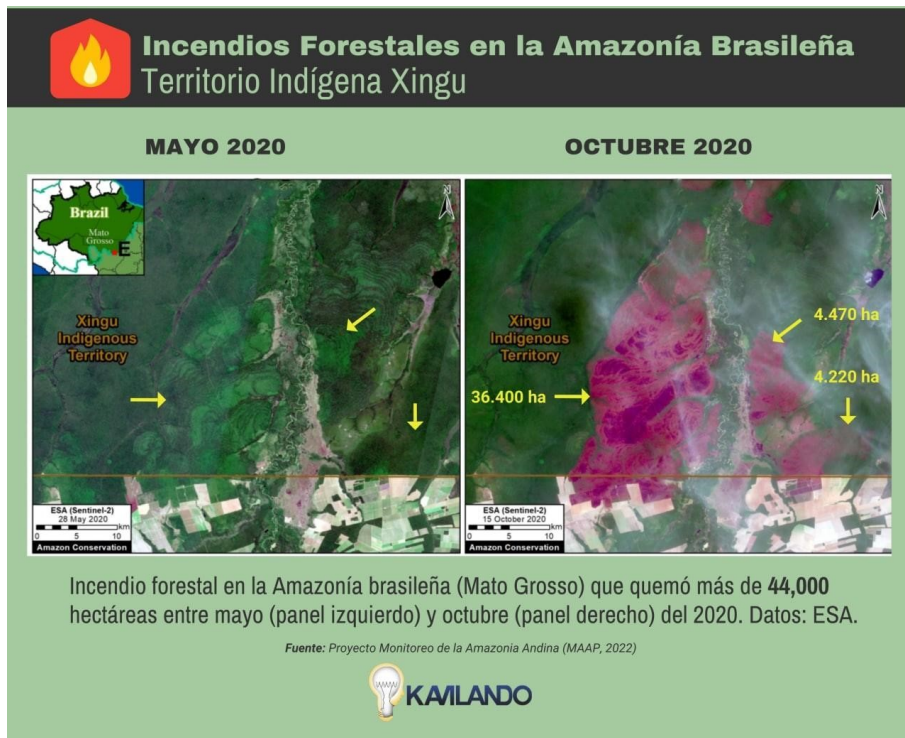 Incendios Forestales en la Amazonía Brasileña
Territorio Indígena Xingu
MAYO 2020
OCTUBRE 2020
Brazil
Mato
Grosso
E
N
Xingu
Indigenous
Territory
ESA (Sentinel-2)
28 May 2020
km
0 5 10
Amazon Conservation
N
Xingu
Indigenous
Territory
4.470 ha
4.220 ha
36.400 ha
ESA (Sentinel-2)
15 October 2020
km
0 5 10
Amazon Conservation
Incendio forestal en la Amazonía brasileña (Mato Grosso) que quemó más de 44,000
hectáreas entre mayo (panel izquierdo) y octubre (panel derecho) del 2020. Datos: ESA.
Fuente: Proyecto Monitoreo de la Amazonia Andina (MAAP, 2022)
KAVILANDO